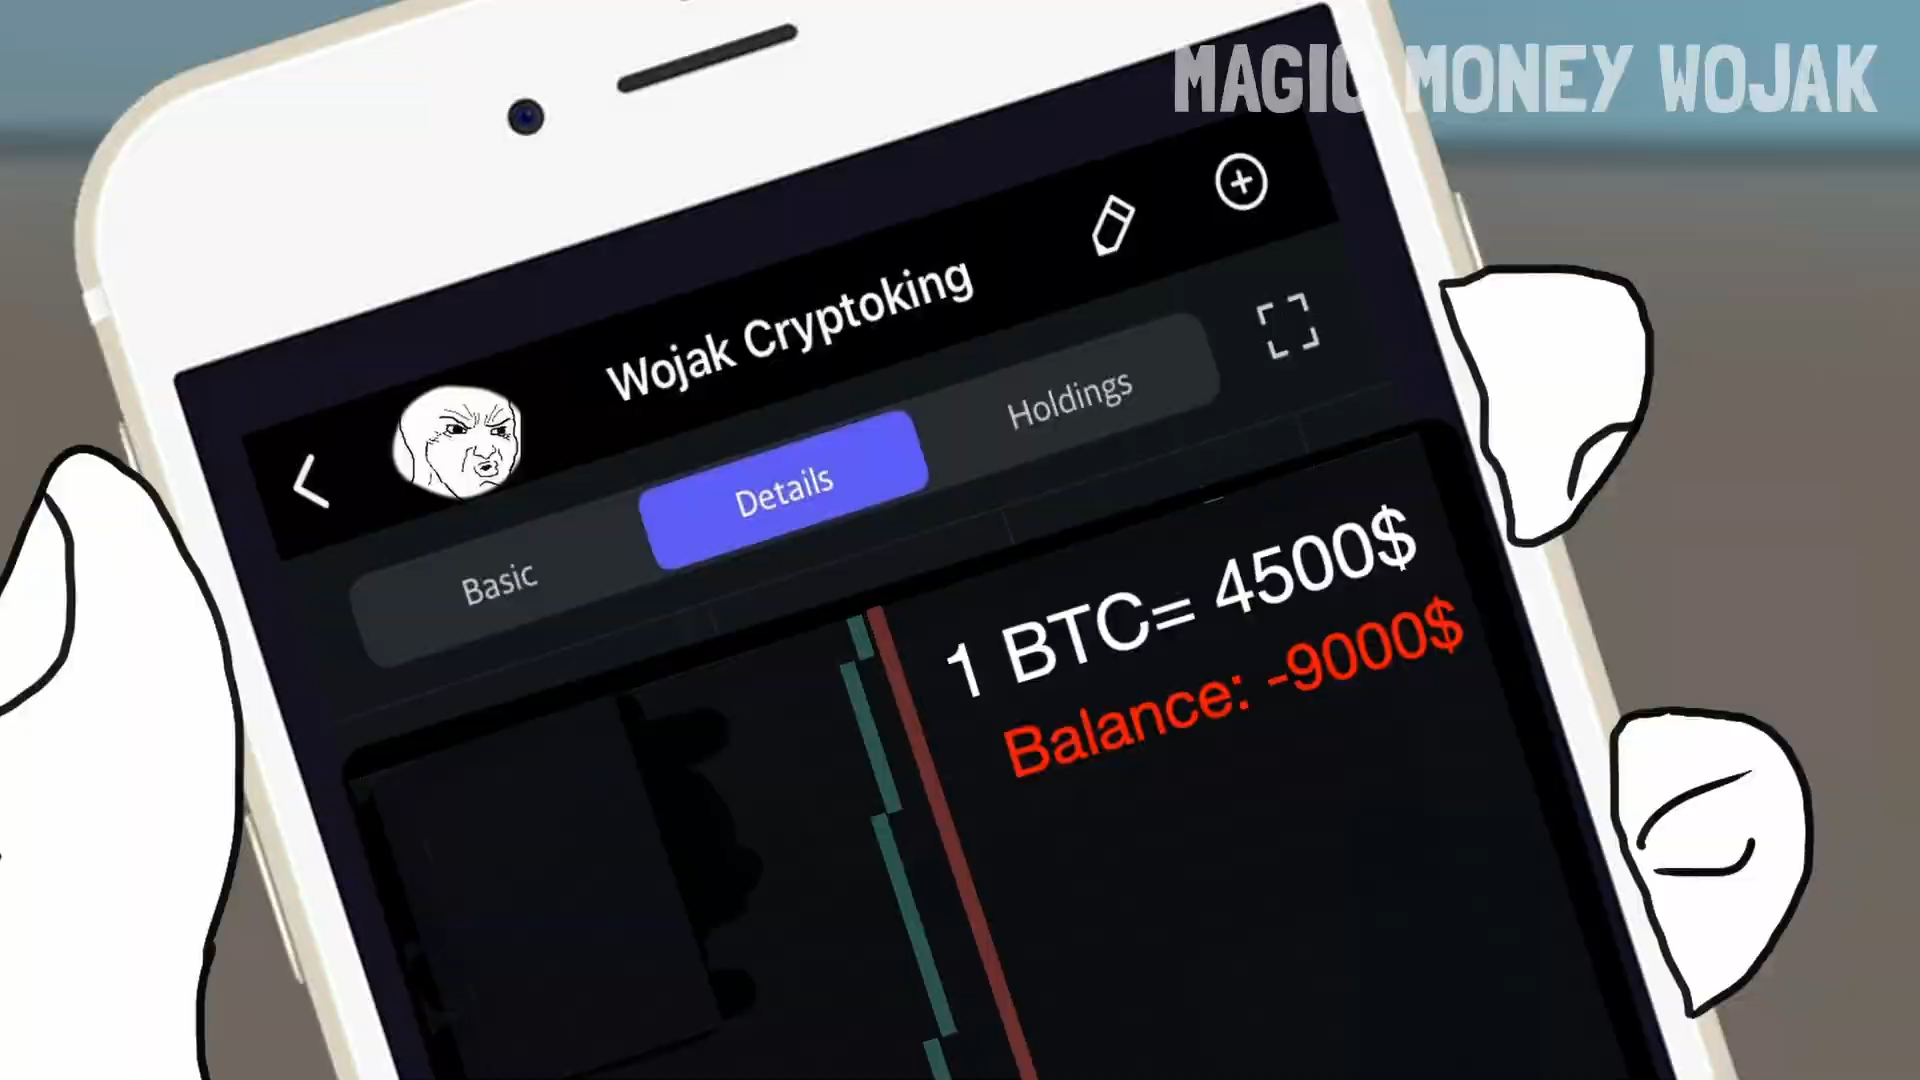 MAGIC MONEY WOJAK
Wojak Cryptoking
Basic
Details
Holdings
1 BTC= 4500$
Balance: -9000$